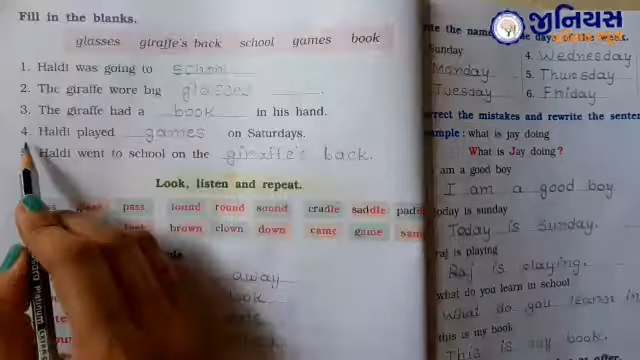 Fill in the blanks.
glasses giraffe's back school games book
1. Haldi was going to school
2. The giraffe wore big glasses
3. The giraffe had a book in his hand.
4. Haldi played games on Saturdays.
Haldi went to school on the giraffe's back.
Look, listen and repeat.
pass found round sound cradle saddle
brown clown down came game
away
book
જીનિયસ
the days of the week.
Sunday 4. Wednesday
Monday 5. Thursday
Tuesday 6. Friday
correct the mistakes and rewrite the
what is jay doing
What is Jay doing?
am a good boy
I am a good boy
today is sunday
Today is Sunday.
raj is playing
Raj is playing.
what do you learn in school
What do you learn in
this is my book
This is my book.